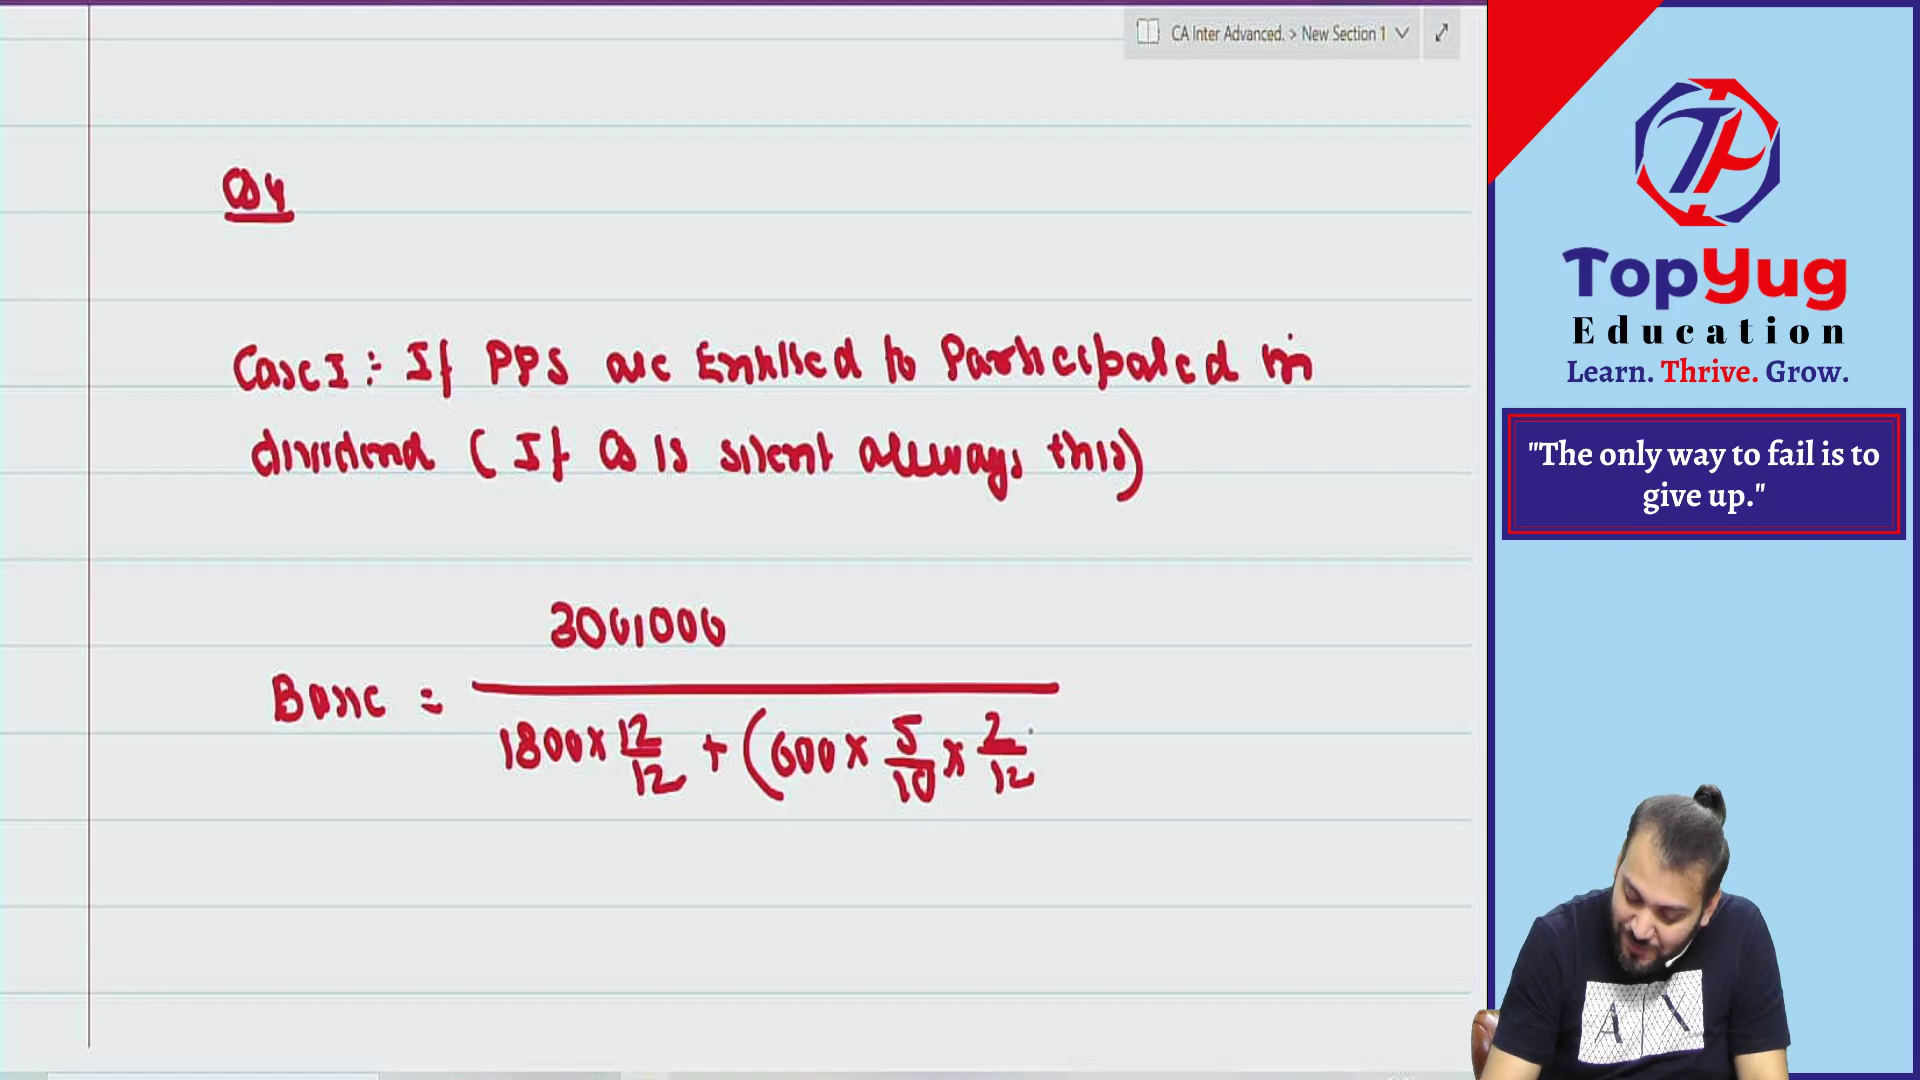 CA Inter Advanced. > New Section 1
Q4
Case I :- If PPS are Entitled to Participated in
dividend ( If Q is silent always this)
3001000
Basic = 1800 x 12/12 + (600 x 5/10 x 2/12
TopYug
Education
Learn. Thrive. Grow.
"The only way to fail is to
give up."
A X